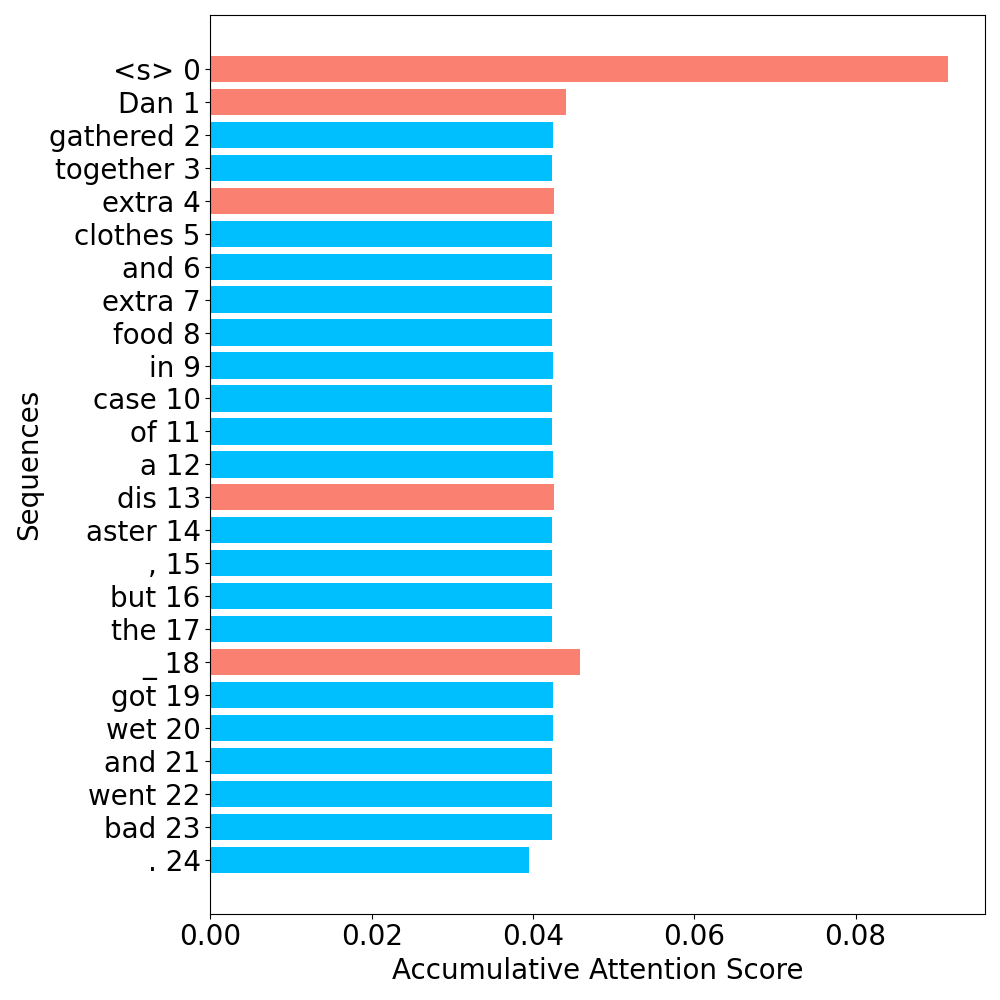 <s> 0
Dan 1
gathered 2
together 3
extra 4
clothes 5
and 6
extra 7
food 8
in 9
case 10
of 11
a 12
dis 13
aster 14
, 15
but 16
the 17
_ 18
got 19
wet 20
and 21
went 22
bad 23
. 24
Sequences
0.00 0.02 0.04 0.06 0.08
Accumulative Attention Score